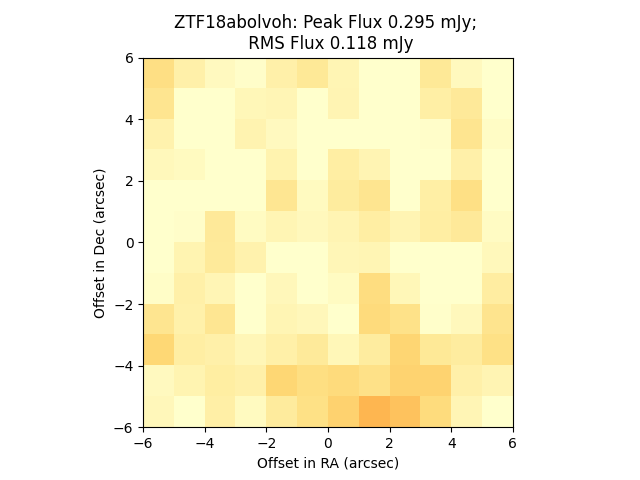 ZTF18abolvoh: Peak Flux 0.295 mJy;
RMS Flux 0.118 mJy
6
4
2
0
−2
−4
−6
Offset in Dec (arcsec)
−6 −4 −2 0 2 4 6
Offset in RA (arcsec)